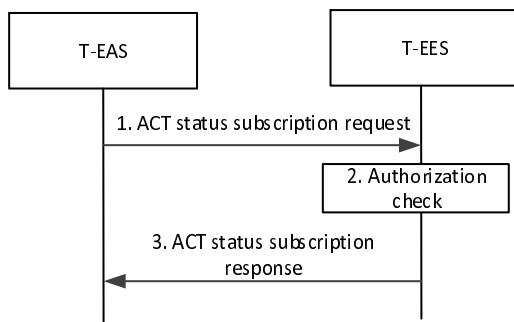 T-EAS
T-EES
1. ACT status subscription request
2. Authorization
check
3. ACT status subscription
response